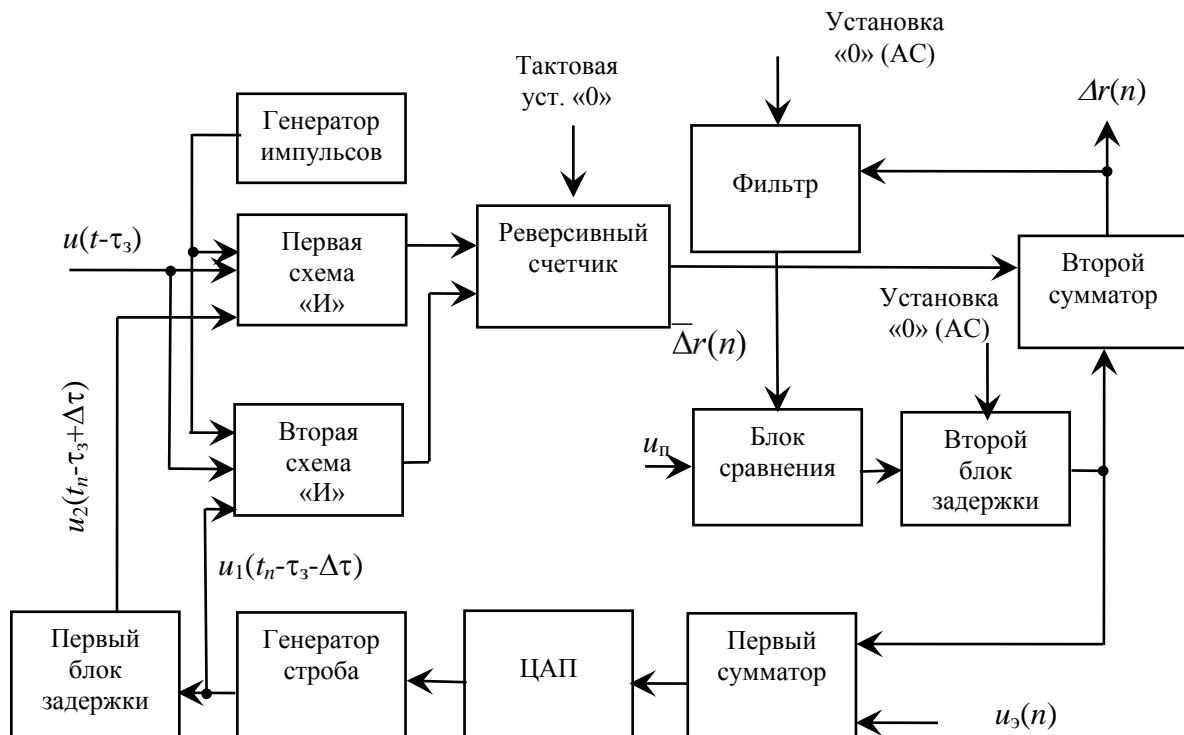 Установка
«0» (АС)
Тактовая
уст. «0»
Δr(n)
Генератор
импульсов
Фильтр
u(t-τз)
Первая
схема
«И»
Реверсивный
счетчик
Второй
сумматор
Установка
«0» (АС)
Δ̅r(n)
u2(tn-τз+Δτ)
Вторая
схема
«И»
uп
Блок
сравнения
Второй
блок
задержки
u1(tn-τз-Δτ)
Первый
блок
задержки
Генератор
строба
ЦАП
Первый
сумматор
uэ(n)